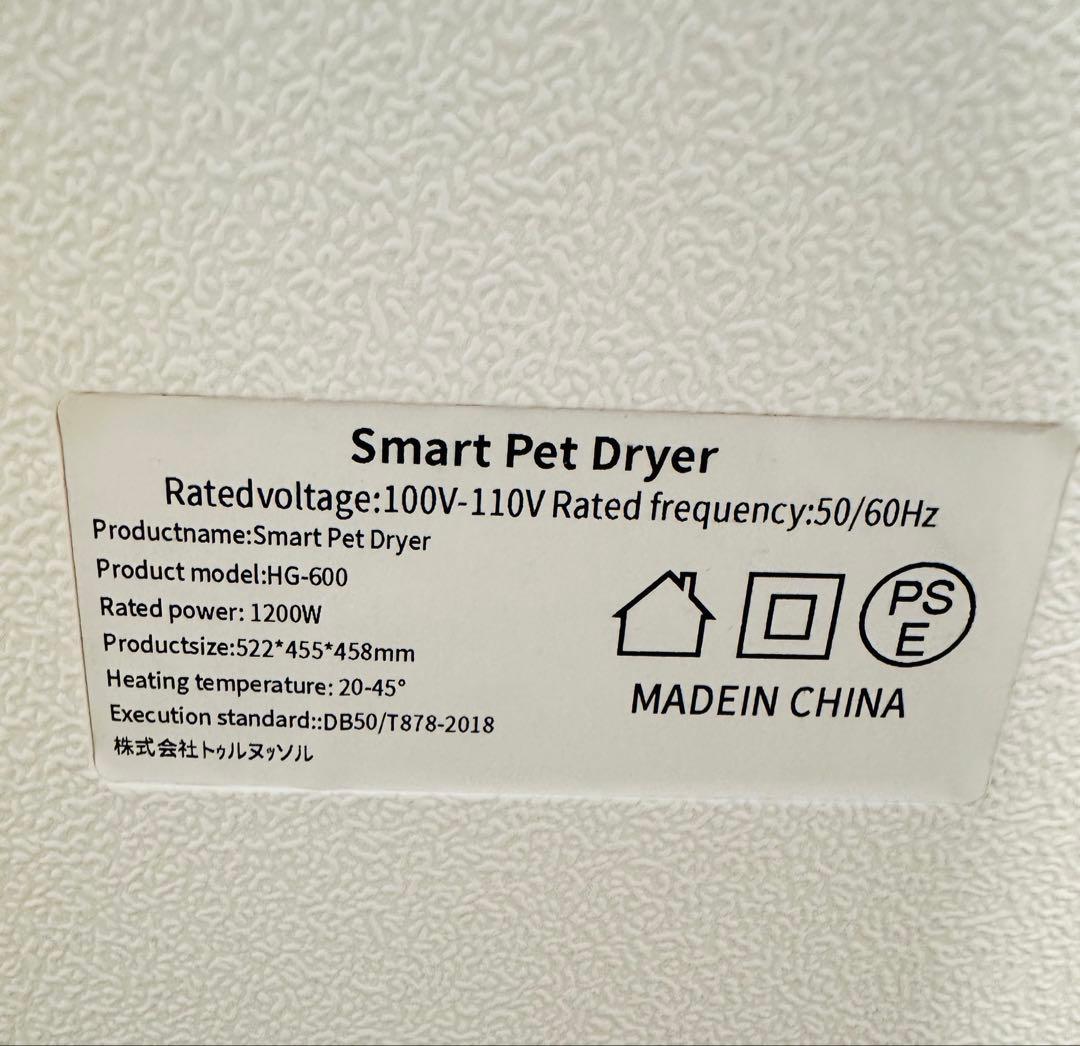 Smart Pet Dryer
Ratedvoltage:100V-110V Rated frequency:50/60Hz
Productname:Smart Pet Dryer
Product model:HG-600
Rated power: 1200W
Productsize:522*455*458mm
Heating temperature: 20-45°
Execution standard::DB50/T878-2018
株式会社トゥルヌッソル
PS
E
MADEIN CHINA